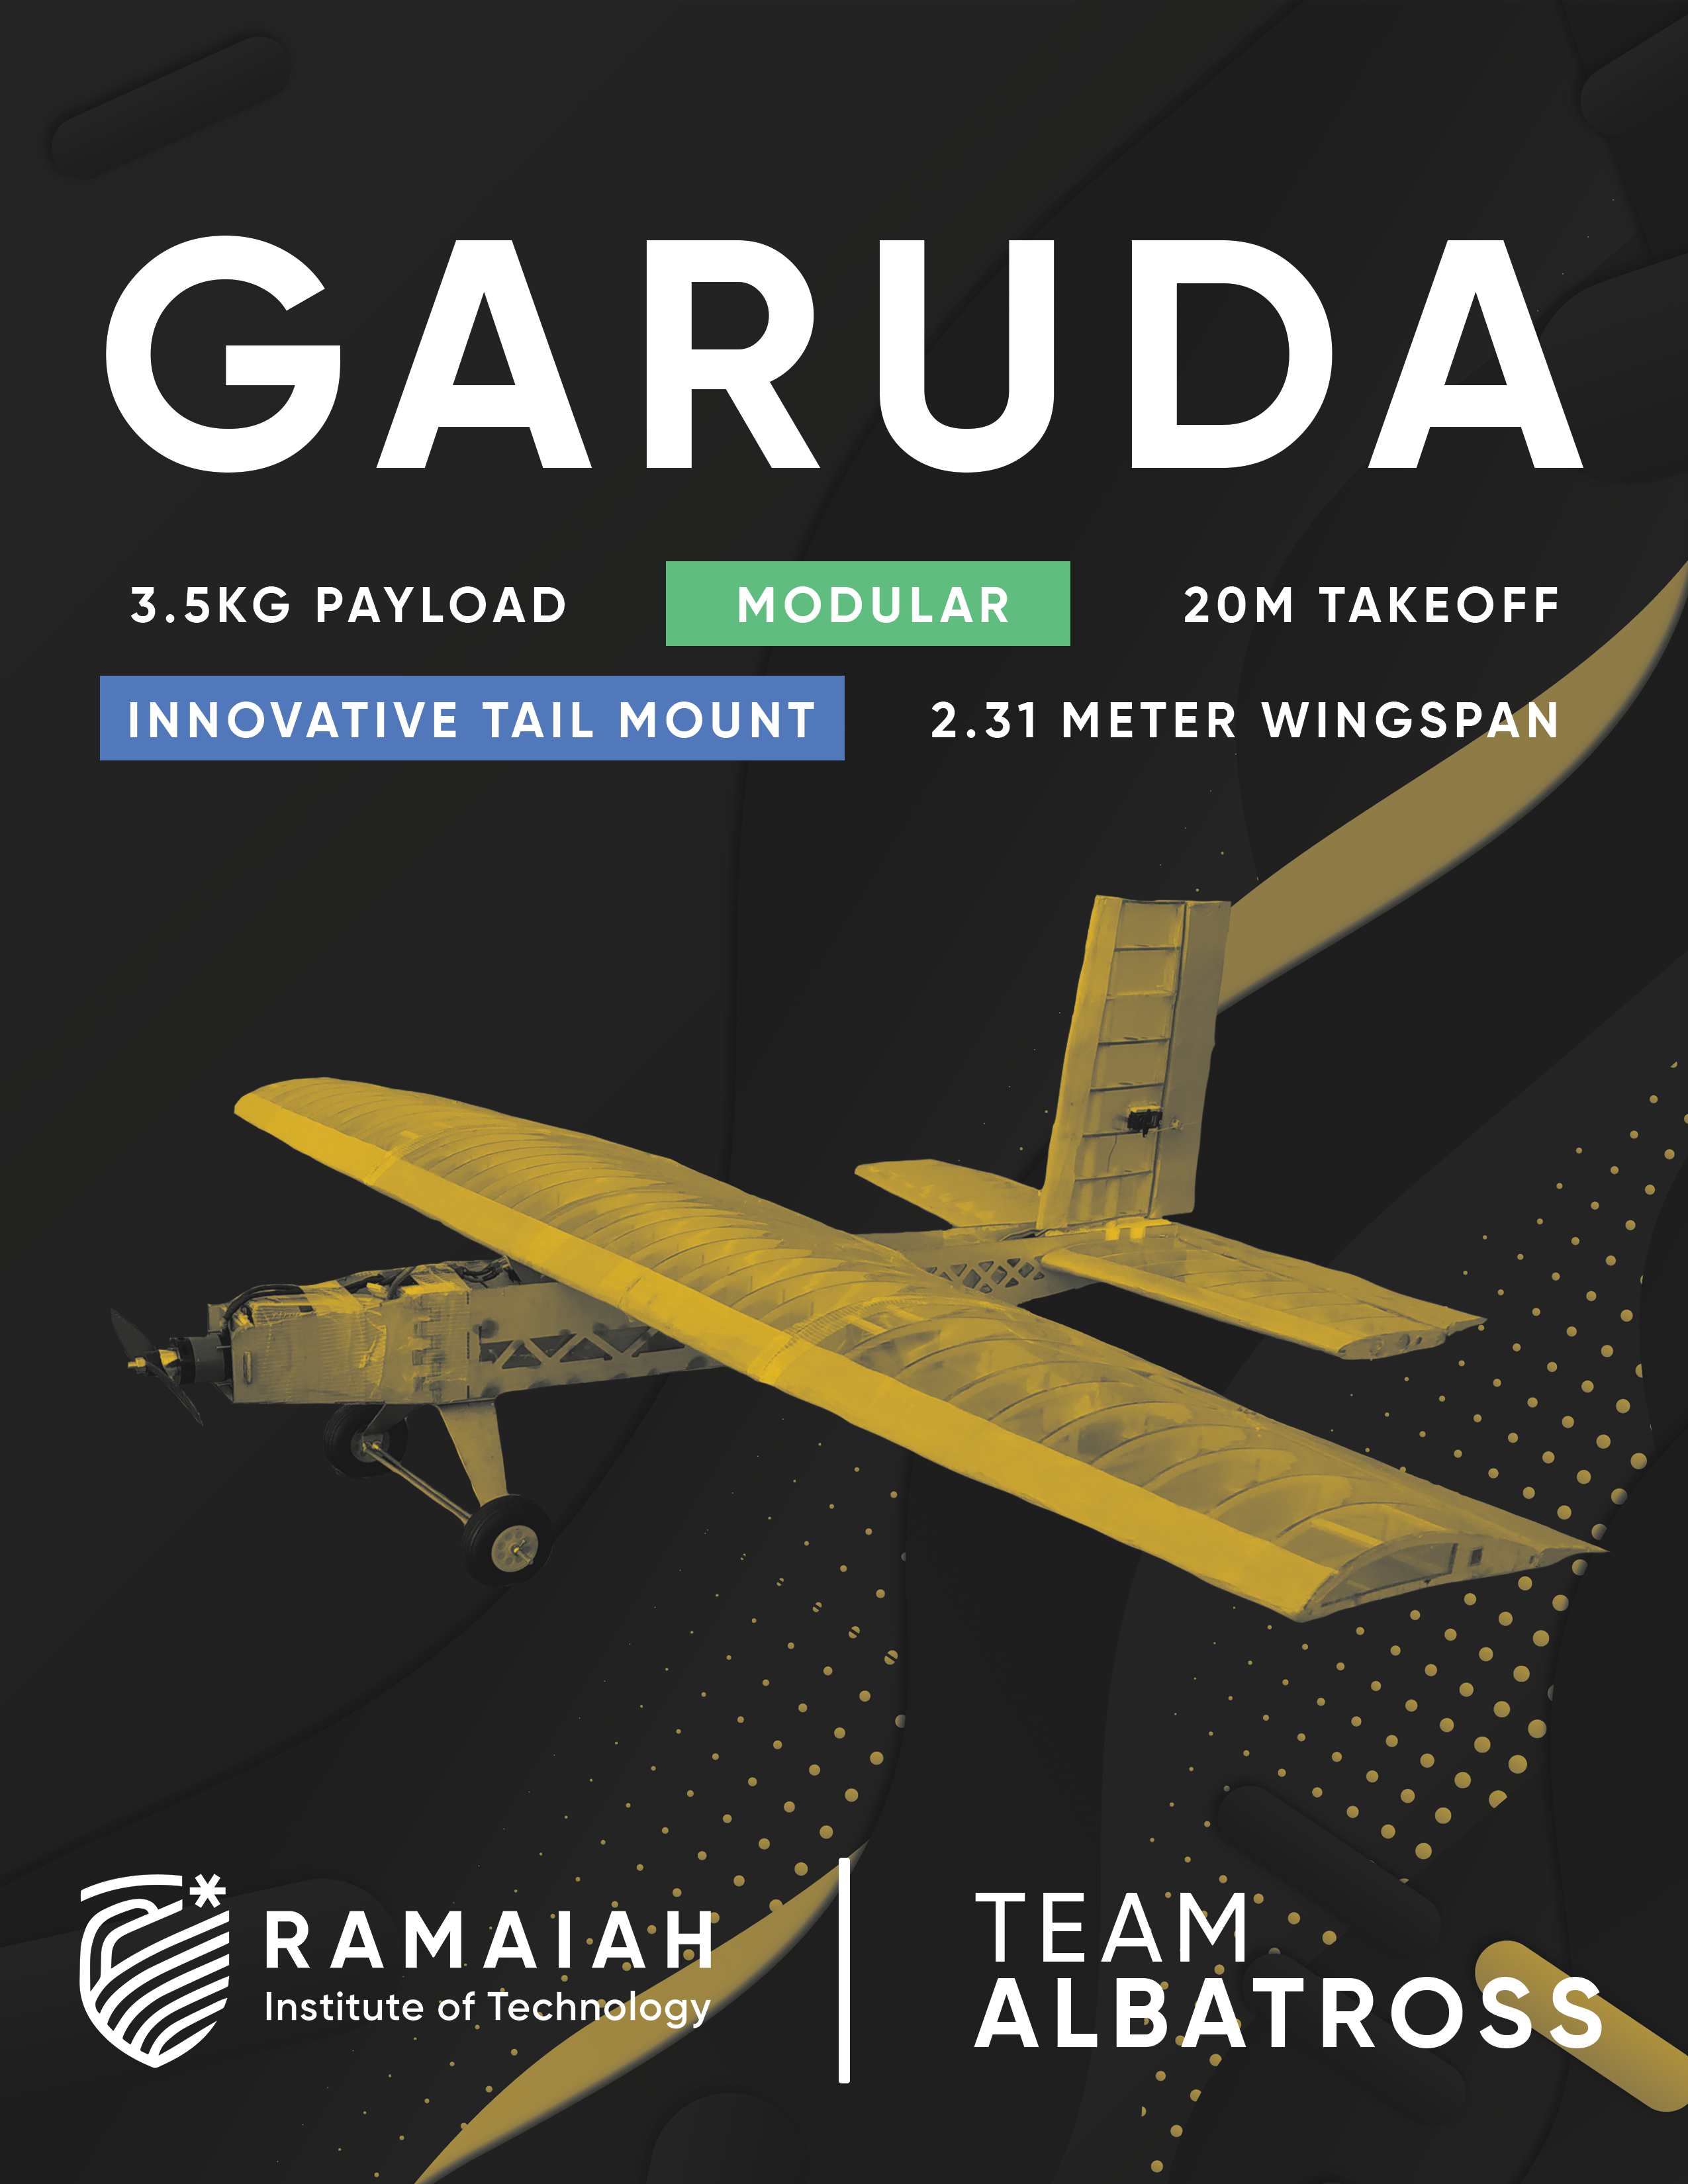 GARUDA
3.5KG PAYLOAD MODULAR 20M TAKEOFF
INNOVATIVE TAIL MOUNT 2.31 METER WINGSPAN
RAMAIAH
Institute of Technology
TEAM
ALBATROSS